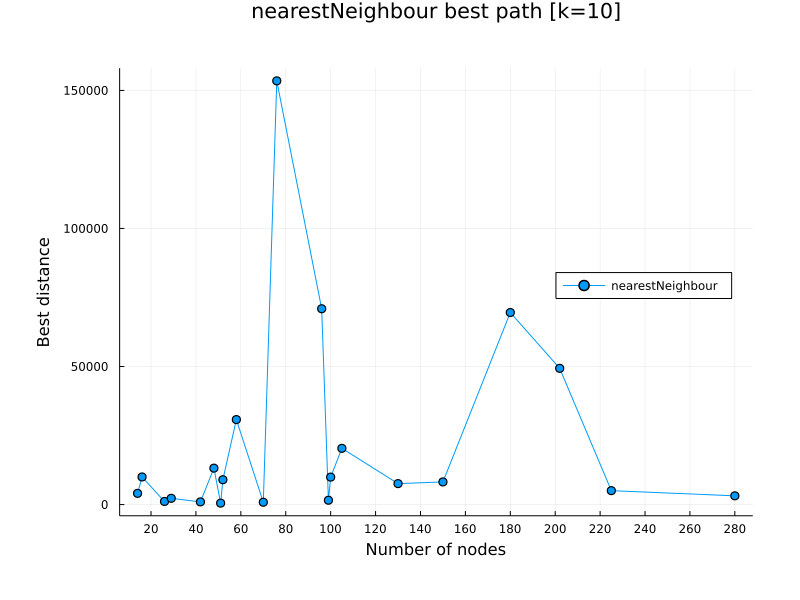 nearestNeighbour best path [k=10]
150000
100000
50000
0
Best distance
nearestNeighbour
20 40 60 80 100 120 140 160 180 200 220 240 260 280
Number of nodes